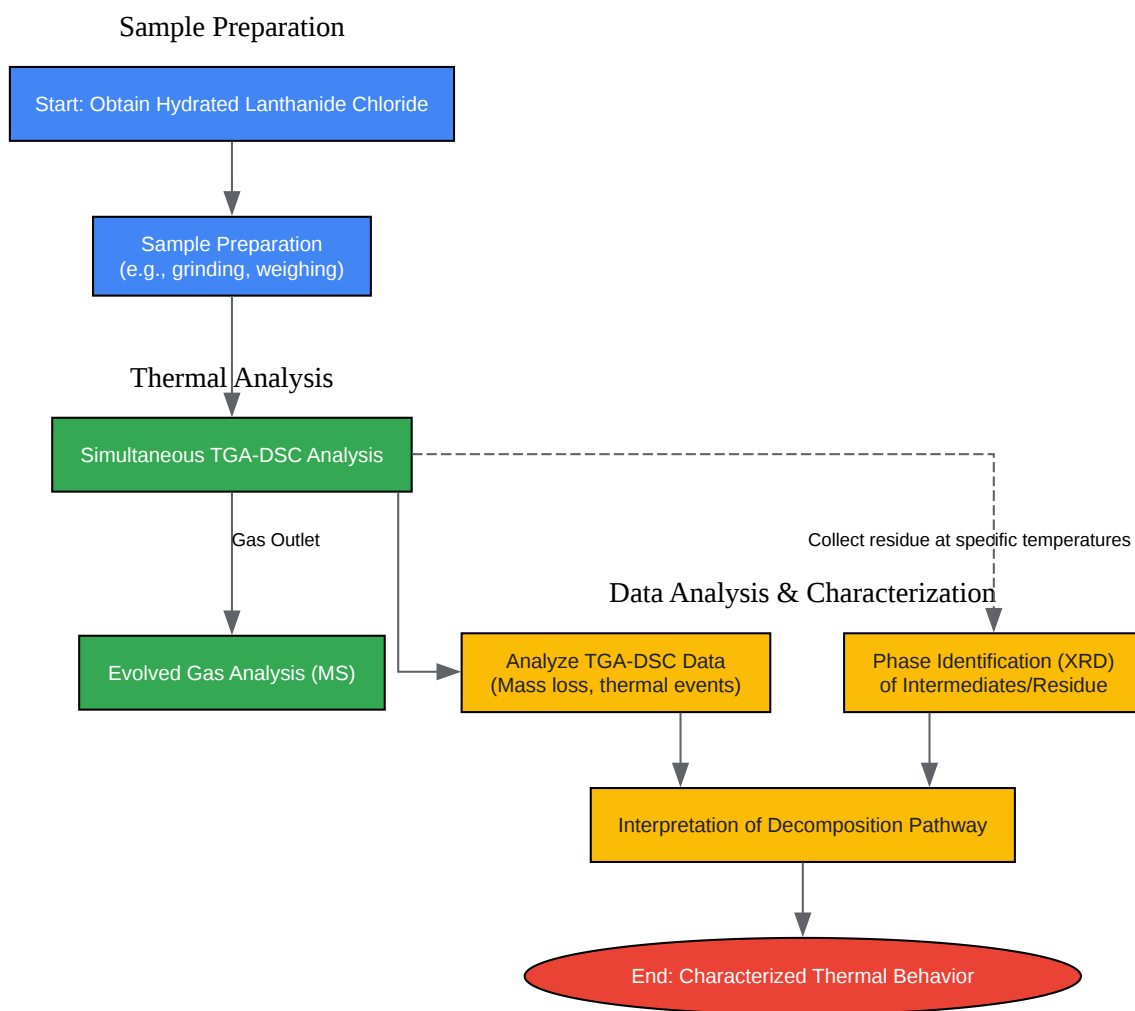 Sample Preparation
Start: Obtain Hydrated Lanthanide Chloride
Sample Preparation
(e.g., grinding, weighing)
Thermal Analysis
Simultaneous TGA-DSC Analysis
Gas Outlet
Collect residue at specific temperatures
Data Analysis & Characterization
Evolved Gas Analysis (MS)
Analyze TGA-DSC Data
(Mass loss, thermal events)
Phase Identification (XRD)
of Intermediates/Residue
Interpretation of Decomposition Pathway
End: Characterized Thermal Behavior